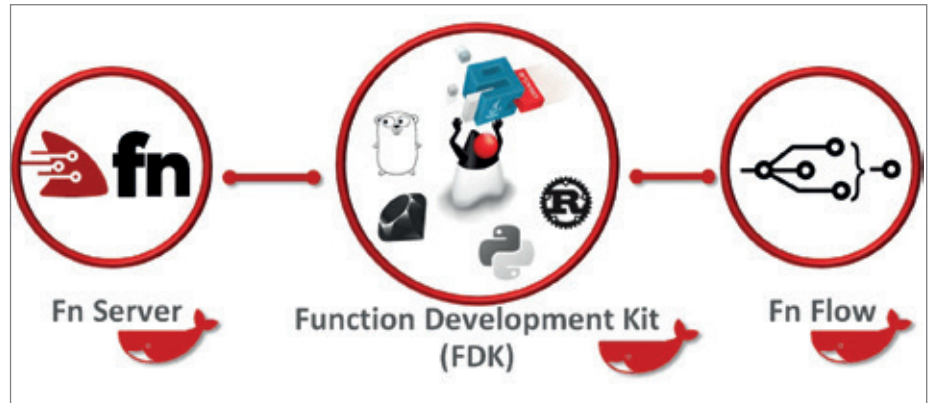 fn
Fn Server
Function Development Kit
(FDK)
Fn Flow